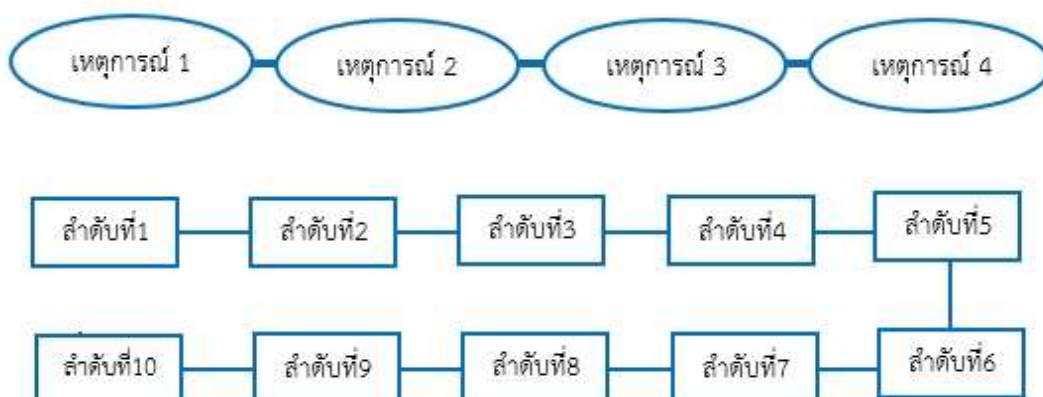 เหตุการณ์ 1 เหตุการณ์ 2 เหตุการณ์ 3 เหตุการณ์ 4
ลำดับที่1 ลำดับที่2 ลำดับที่3 ลำดับที่4 ลำดับที่5
ลำดับที่10 ลำดับที่9 ลำดับที่8 ลำดับที่7 ลำดับที่6